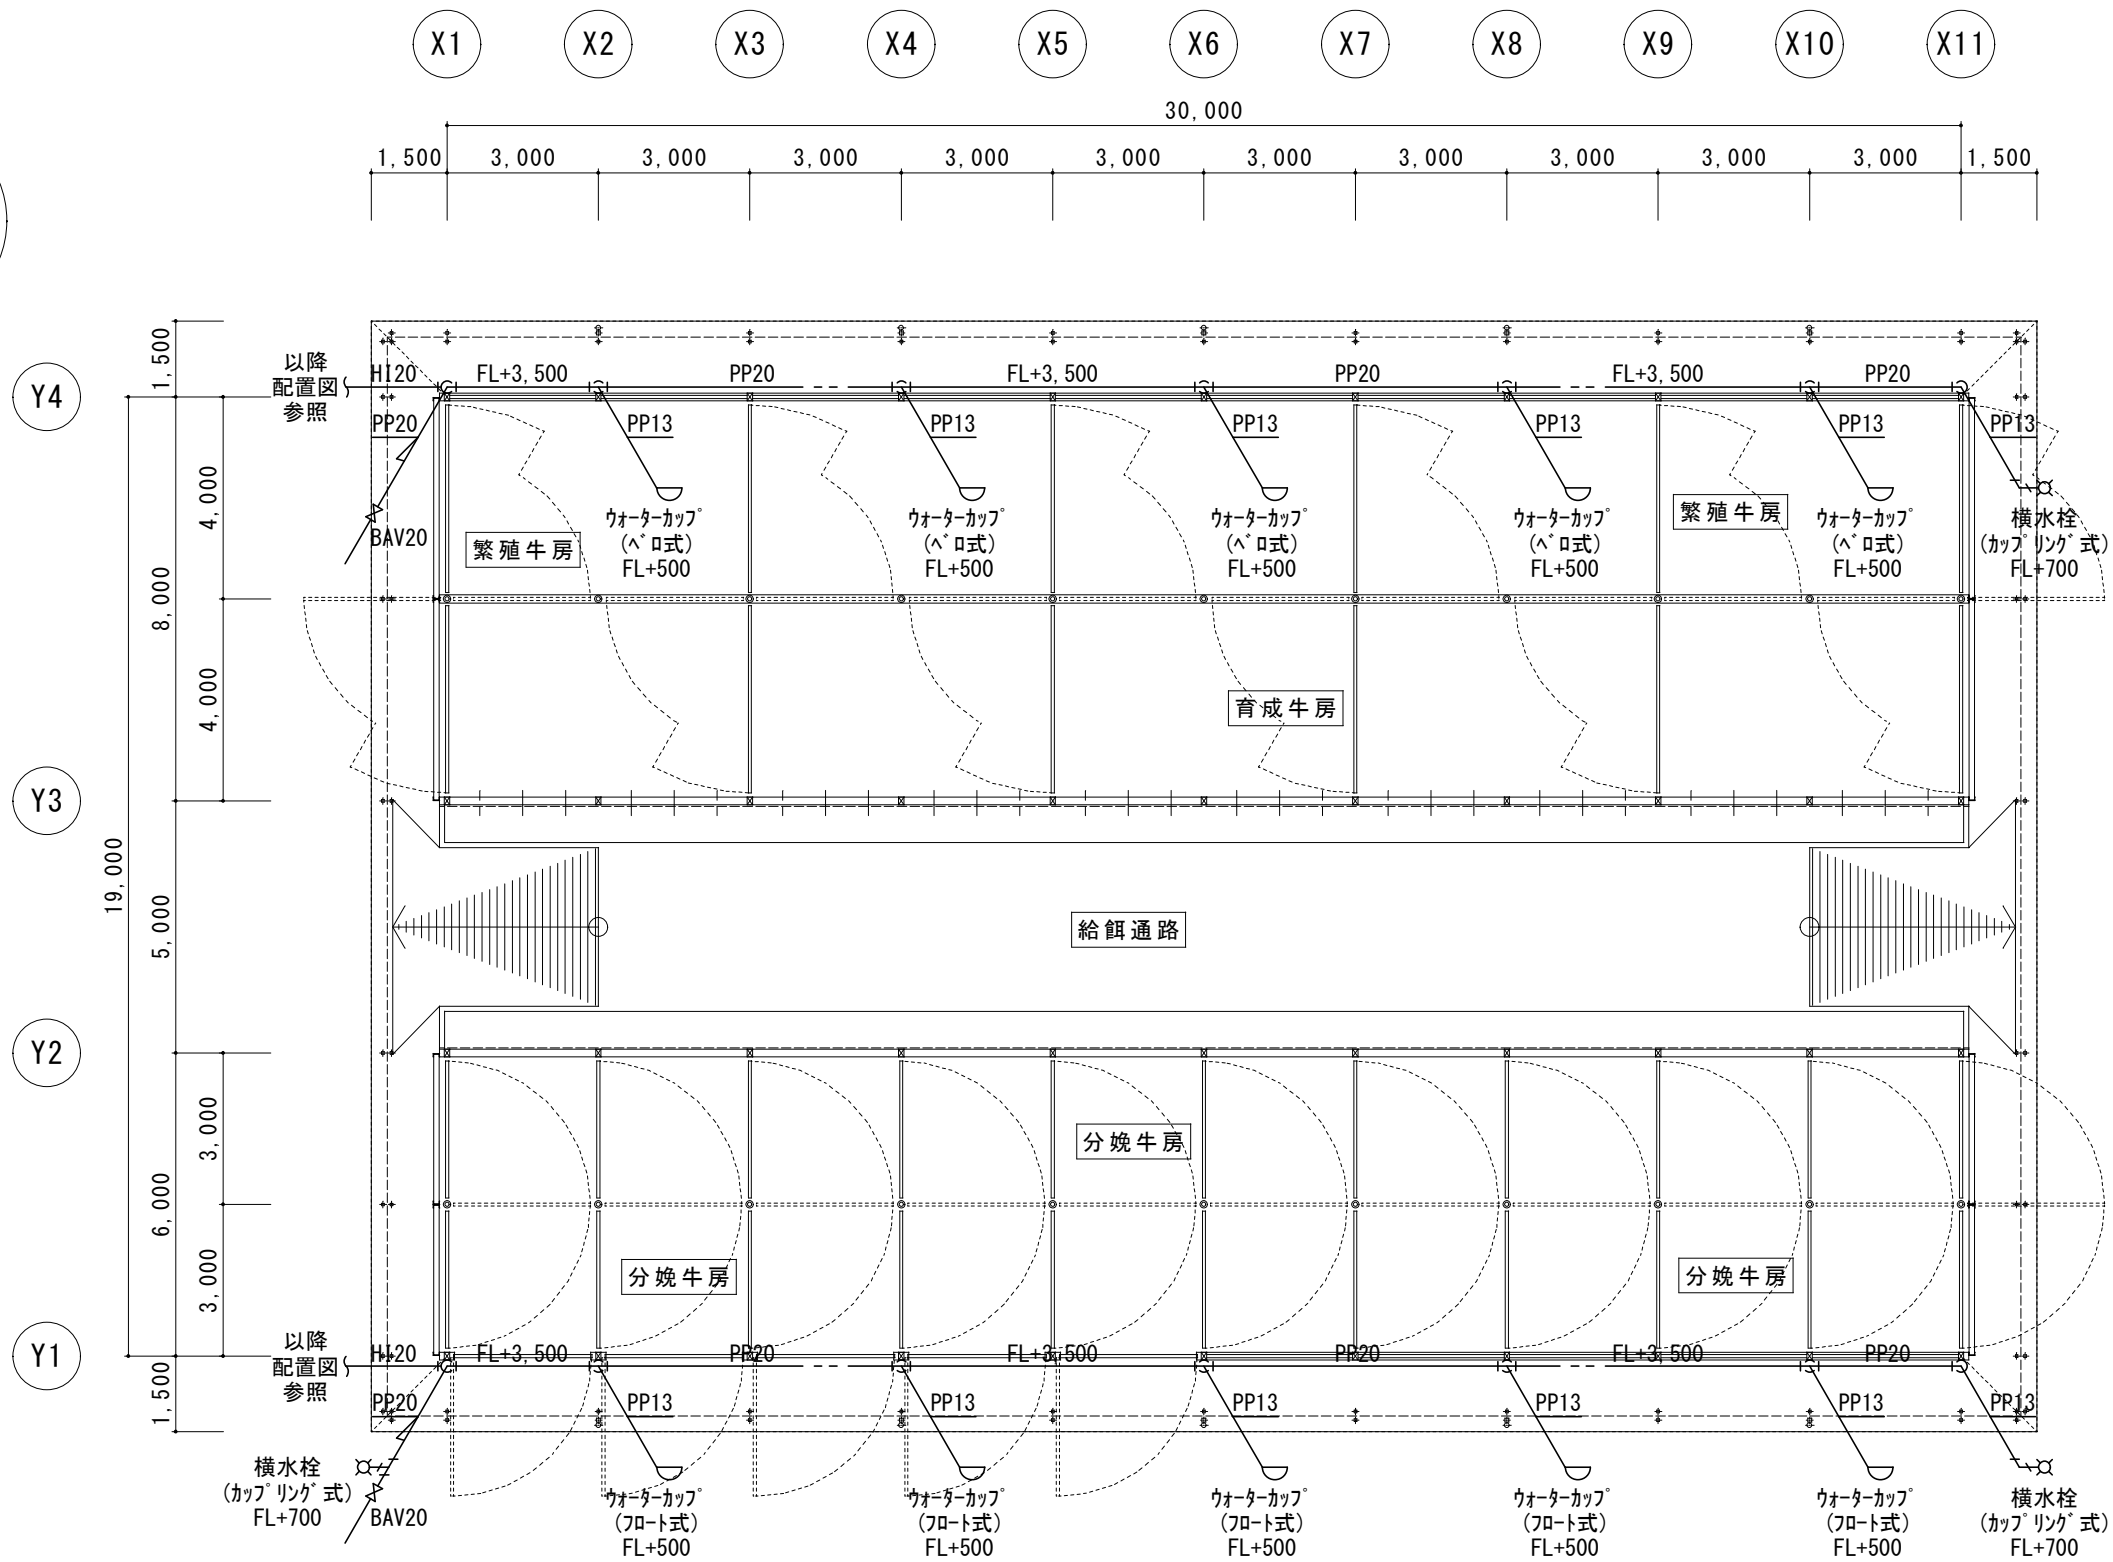 X1 X2 X3 X4 X5 X6 X7 X8 X9 X10 X11
30,000
1,500 3,000 3,000 3,000 3,000 3,000 3,000 3,000 3,000 3,000 3,000 1,500
1,500
以降
配置図
参照
HI20 FL+3,500 PP20 FL+3,500 PP20 FL+3,500 PP20
Y4
PP20 PP13 PP13 PP13 PP13 PP13 PP13
BAV20
繁殖牛房
繁殖牛房
ウォーターカップ
(ベロ式)
FL+500
ウォーターカップ
(ベロ式)
FL+500
ウォーターカップ
(ベロ式)
FL+500
ウォーターカップ
(ベロ式)
FL+500
ウォーターカップ
(ベロ式)
FL+500
横水栓
(カップリング式)
FL+700
4,000
8,000
4,000
育成牛房
Y3
19,000
5,000
給餌通路
Y2
3,000
6,000
3,000
分娩牛房
分娩牛房
分娩牛房
以降
配置図
参照
HI20 FL+3,500 PP20 FL+3,500 PP20 FL+3,500 PP20
Y1
1,500
PP20 PP13 PP13 PP13 PP13 PP13 PP13
横水栓
(カップリング式)
FL+700
BAV20
ウォーターカップ
(フロート式)
FL+500
ウォーターカップ
(フロート式)
FL+500
ウォーターカップ
(フロート式)
FL+500
ウォーターカップ
(フロート式)
FL+500
ウォーターカップ
(フロート式)
FL+500
横水栓
(カップリング式)
FL+700